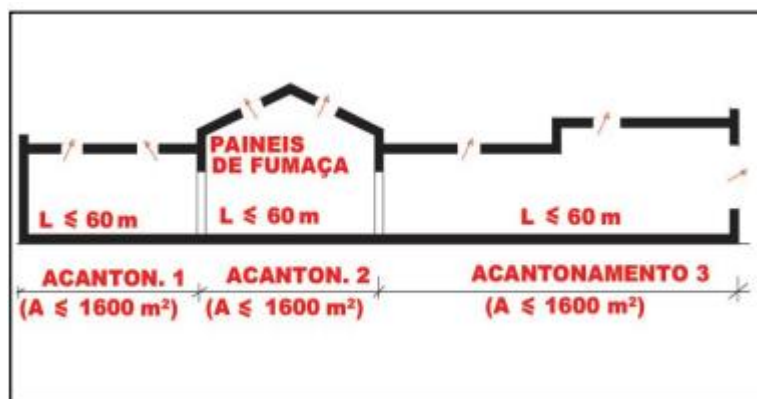 PAINEIS
DE FUMAÇA
L ≤ 60 m
L ≤ 60 m
L ≤ 60 m
ACANTON. 1
ACANTON. 2
ACANTONAMENTO 3
(A ≤ 1600 m²)
(A ≤ 1600 m²)
(A ≤ 1600 m²)